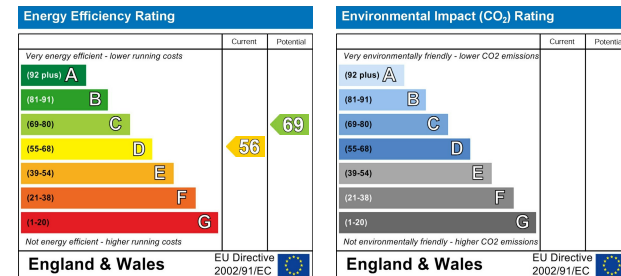 Energy Efficiency Rating
Current Potential
Very energy efficient - lower running costs
(92 plus) A
(81-91) B
(69-80) C
69
(55-68) D
56
(39-54) E
(21-38) F
(1-20) G
Not energy efficient - higher running costs
England & Wales
EU Directive
2002/91/EC
Environmental Impact (CO2) Rating
Current Potentia
Very environmentally friendly - lower CO2 emissions
(92 plus) A
(81-91) B
(69-80) C
(55-68) D
(39-54) E
(21-38) F
(1-20) G
Not environmentally friendly - higher CO2 emissions
England & Wales
EU Directive
2002/91/EC